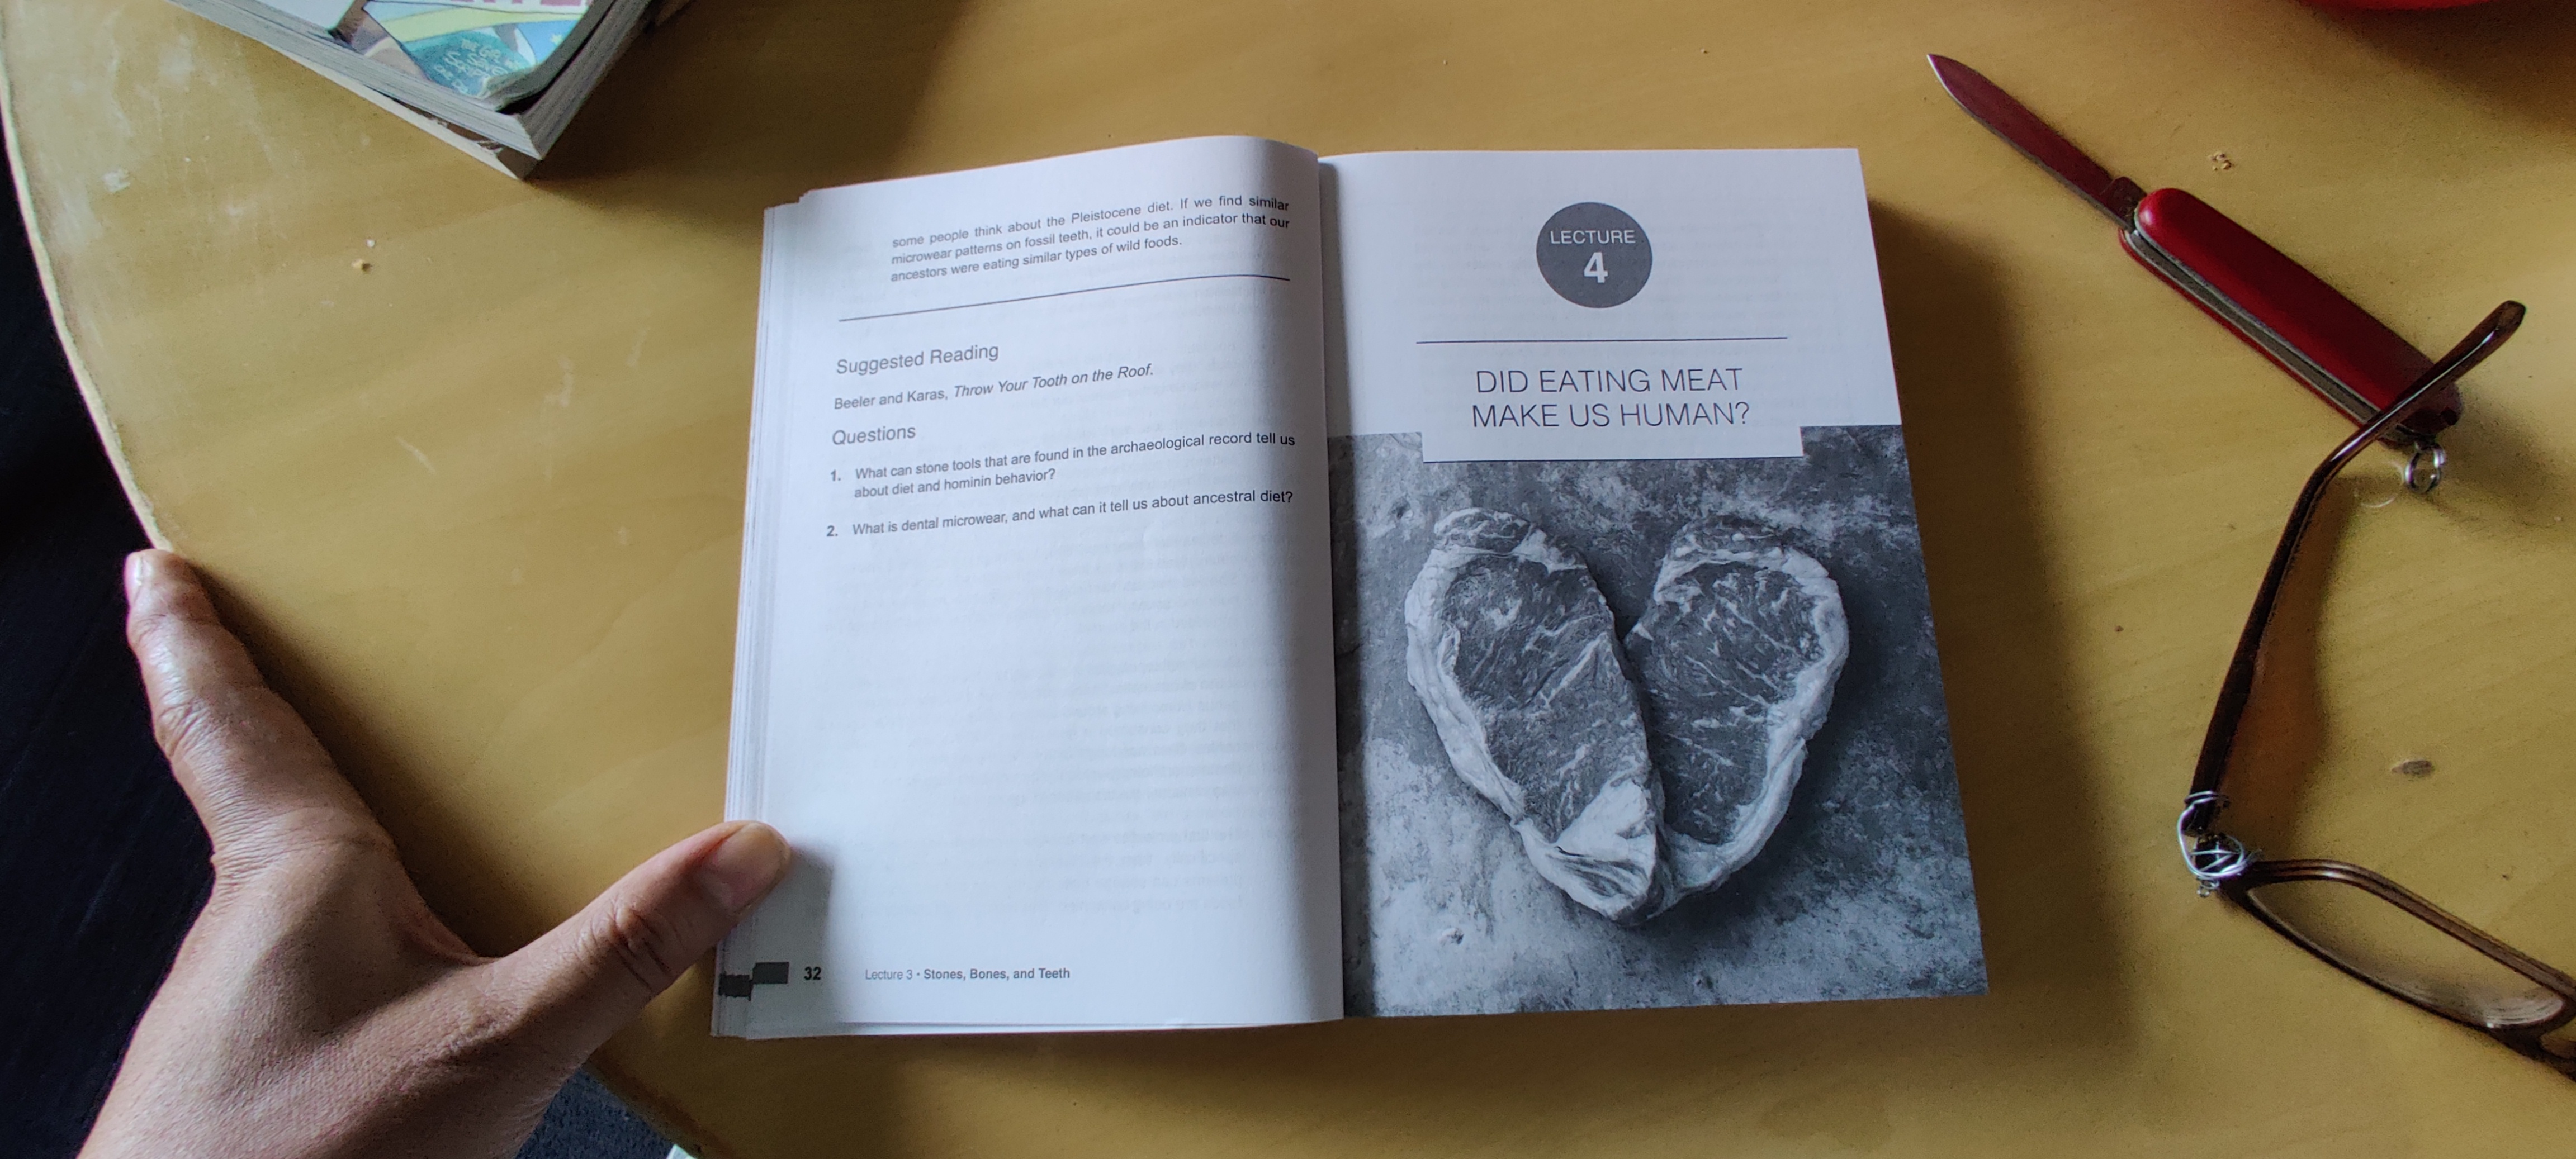 some people think about the Pleistocene diet. If we find similar
microwear patterns on fossil teeth, it could be an indicator that our
ancestors were eating similar types of wild foods.
Suggested Reading
Beeler and Karas, Throw Your Tooth on the Roof.
Questions
1. What can stone tools that are found in the archaeological record tell us
about diet and hominin behavior?
2. What is dental microwear, and what can it tell us about ancestral diet?
32 Lecture 3 • Stones, Bones, and Teeth
LECTURE
4
DID EATING MEAT
MAKE US HUMAN?